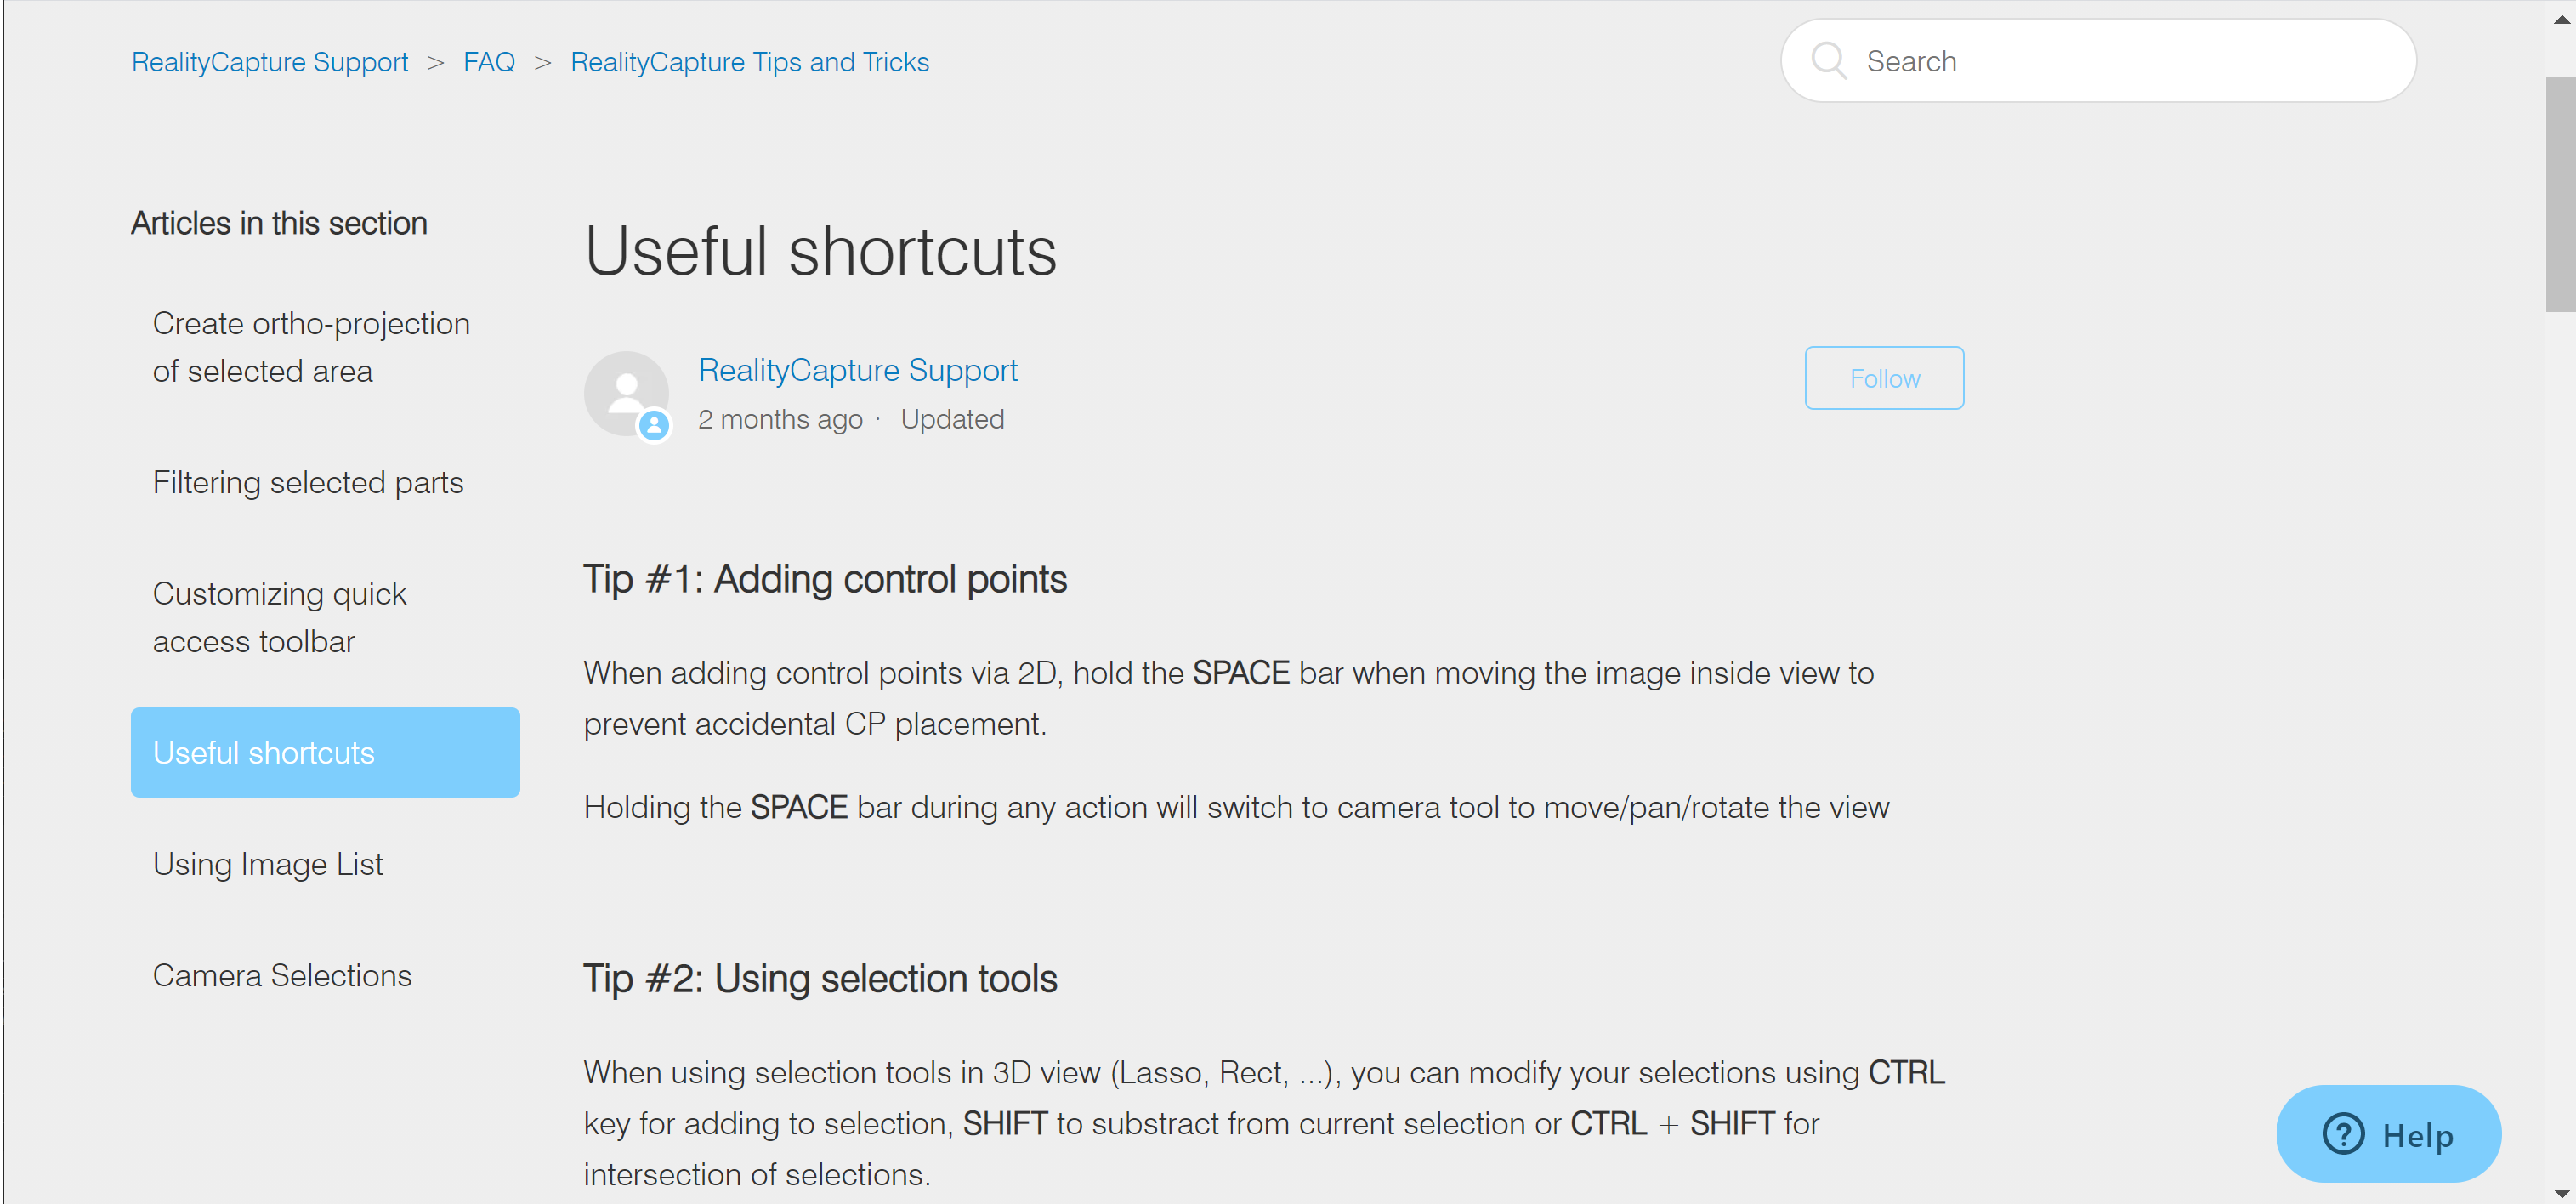 RealityCapture Support > FAQ > RealityCapture Tips and Tricks
Search
Articles in this section
Create ortho-projection
of selected area
Filtering selected parts
Customizing quick
access toolbar
Useful shortcuts
Using Image List
Camera Selections
Useful shortcuts
RealityCapture Support
2 months ago · Updated
Follow
Tip #1: Adding control points
When adding control points via 2D, hold the SPACE bar when moving the image inside view to
prevent accidental CP placement.
Holding the SPACE bar during any action will switch to camera tool to move/pan/rotate the view
Tip #2: Using selection tools
When using selection tools in 3D view (Lasso, Rect, ...), you can modify your selections using CTRL
key for adding to selection, SHIFT to substract from current selection or CTRL + SHIFT for
intersection of selections.
? Help